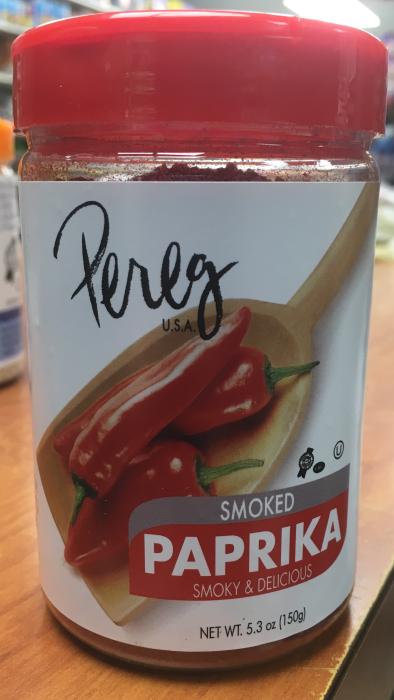 Pereg
U.S.A.
U
SMOKED
PAPRIKA
SMOKY & DELICIOUS
NET WT. 5.3 oz (150g)